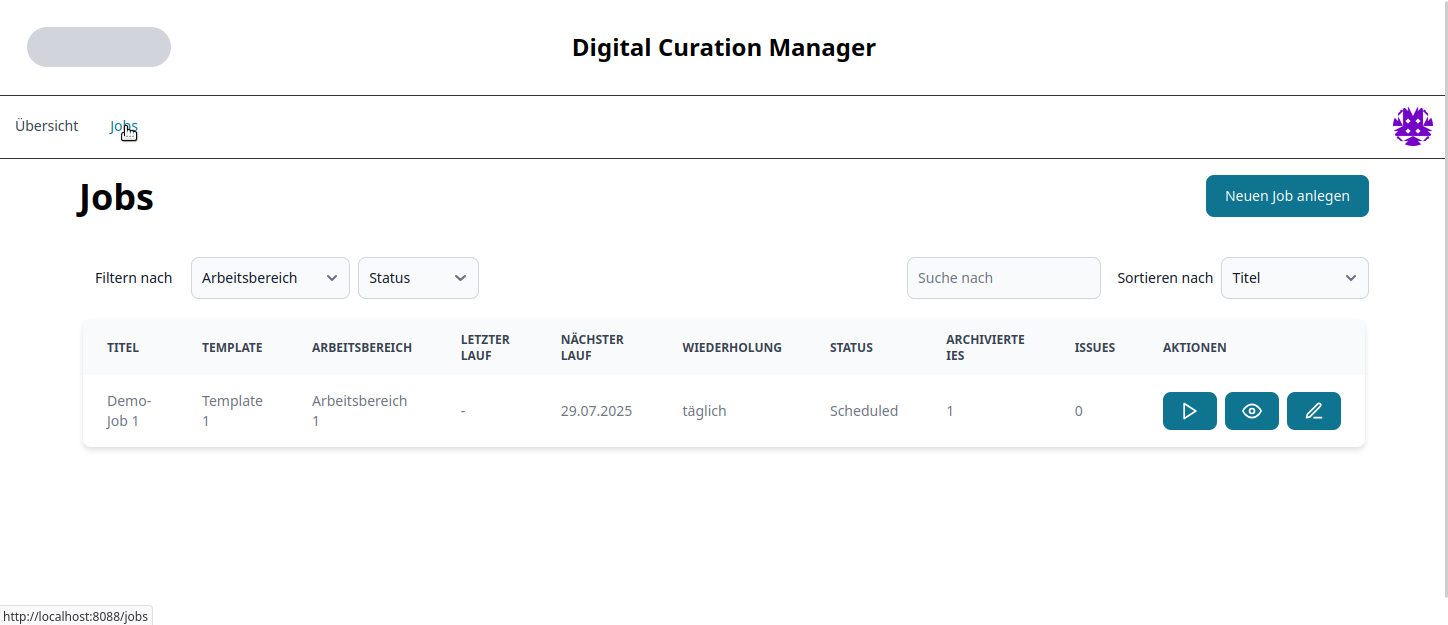 Digital Curation Manager
Übersicht Jobs
Jobs Neuen Job anlegen
Filtern nach Arbeitsbereich Status Suche nach Sortieren nach Titel
TITEL TEMPLATE ARBEITSBEREICH LETZTER LAUF NÄCHSTER LAUF WIEDERHOLUNG STATUS ARCHIVIERTE IES ISSUES AKTIONEN
Demo-Job 1 Template 1 Arbeitsbereich 1 - 29.07.2025 täglich Scheduled 1 0
http://localhost:8088/jobs